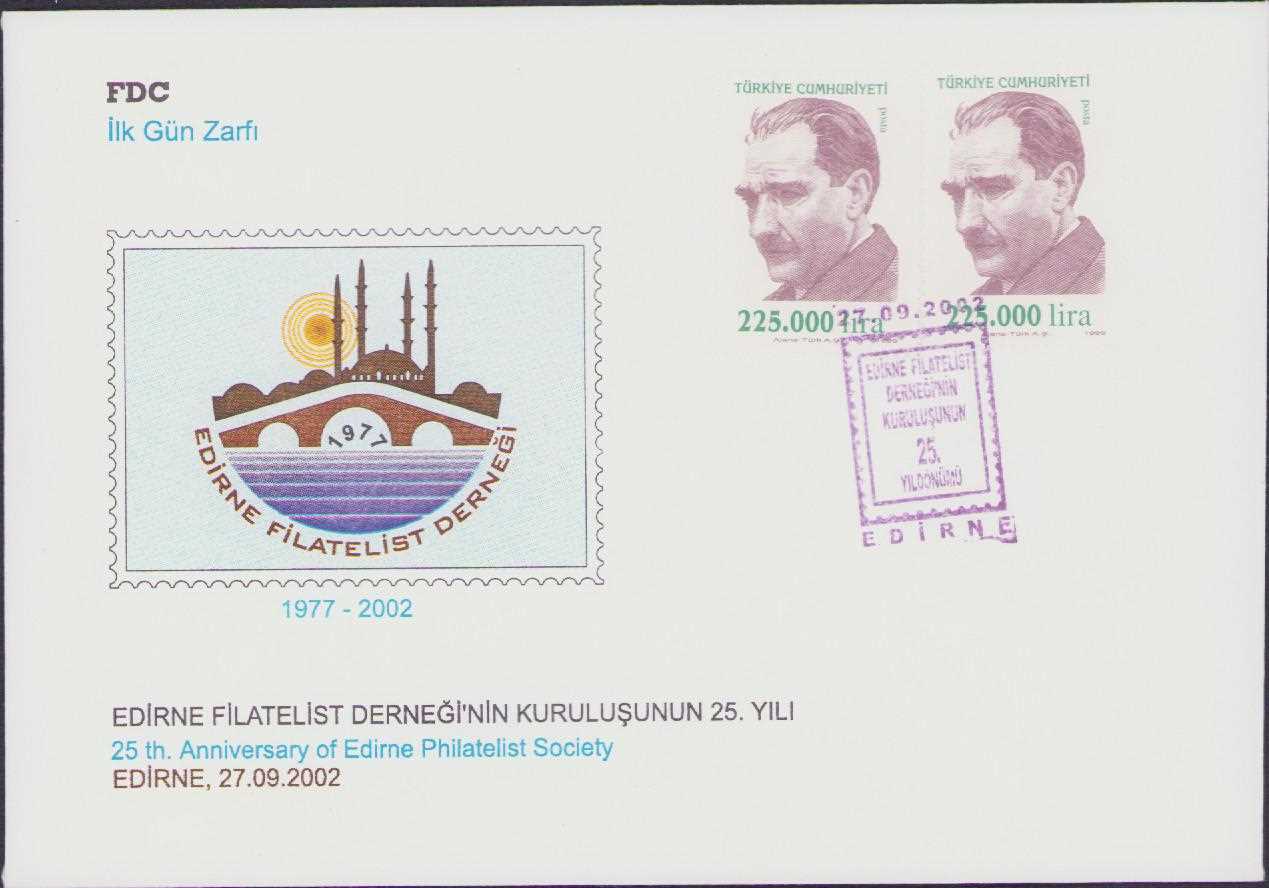 FDC
İlk Gün Zarfı
TÜRKİYE CUMHURİYETİ
posta
225.000 lira
TÜRKİYE CUMHURİYETİ
posta
225.000 lira
1999
27.09.2002
EDİRNE FİLATELİST
DERNEĞİ'NİN
KURULUŞUNUN
25.
YILDÖNÜMÜ
EDİRNE
1977
EDİRNE FİLATELİST DERNEĞİ
1977 - 2002
EDİRNE FİLATELİST DERNEĞİ'NİN KURULUŞUNUN 25. YILI
25 th. Anniversary of Edirne Philatelist Society
EDİRNE, 27.09.2002